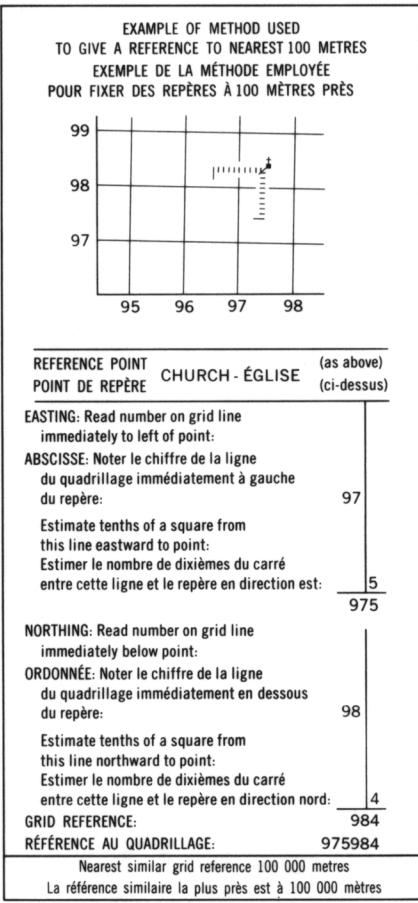 EXAMPLE OF METHOD USED
TO GIVE A REFERENCE TO NEAREST 100 METRES
EXEMPLE DE LA MÉTHODE EMPLOYÉE
POUR FIXER DES REPÈRES À 100 MÈTRES PRÈS
99
98
97
95 96 97 98
REFERENCE POINT
POINT DE REPÈRE
CHURCH - ÉGLISE
(as above)
(ci-dessus)
EASTING: Read number on grid line
immediately to left of point:
ABSCISSE: Noter le chiffre de la ligne
du quadrillage immédiatement à gauche
du repère: 97
Estimate tenths of a square from
this line eastward to point:
Estimer le nombre de dixièmes du carré
entre cette ligne et le repère en direction est: 5
975
NORTHING: Read number on grid line
immediately below point:
ORDONNÉE: Noter le chiffre de la ligne
du quadrillage immédiatement en dessous
du repère: 98
Estimate tenths of a square from
this line northward to point:
Estimer le nombre de dixièmes du carré
entre cette ligne et le repère en direction nord: 4
GRID REFERENCE: 984
RÉFÉRENCE AU QUADRILLAGE: 975984
Nearest similar grid reference 100 000 metres
La référence similaire la plus près est à 100 000 mètres